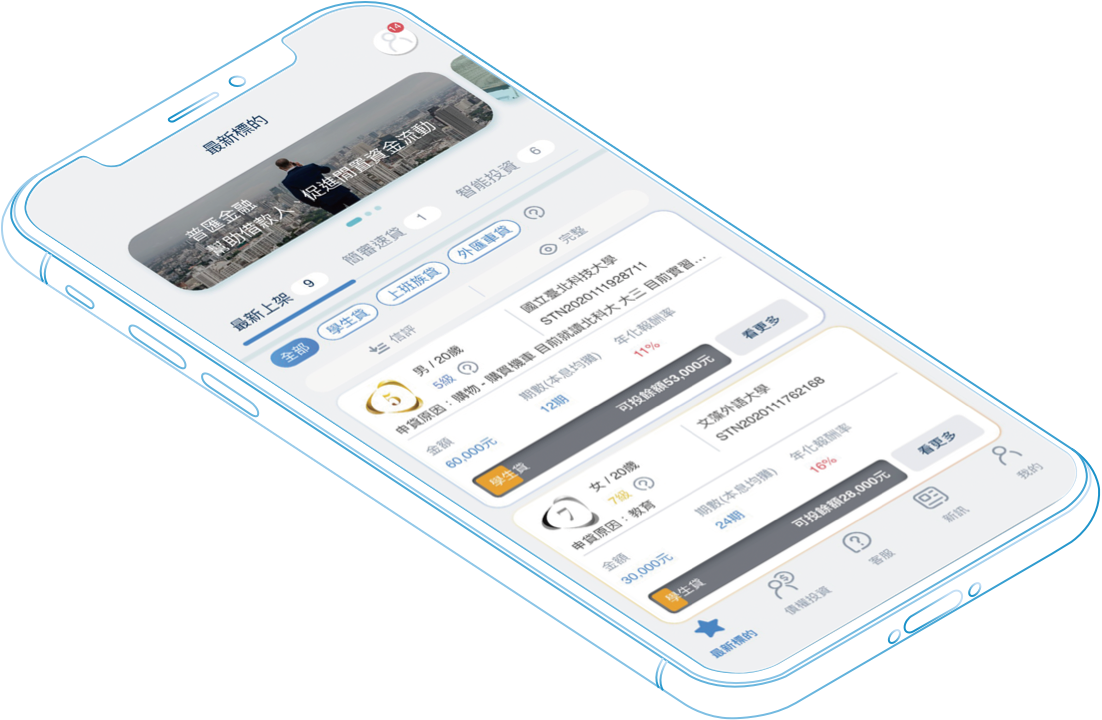 14
最新標的
普匯金融
幫助借款人、促進閒置資金流動
最新上架 9
簡審速貸 1
智能投資 6
全部
學生貸
上班族貸
外匯車貸
信評
完整
男 / 20歲
5級
5
國立臺北科技大學
STN2020111928711
申貸原因：購物 - 購買機車 目前就讀北科大 大三 目前實習...
金額
60,000元
期數(本息均攤)
12期
年化報酬率
11%
學生貸
可投餘額53,000元
看更多
女 / 20歲
7級
7
文藻外語大學
STN2020111762168
申貸原因：教育
金額
30,000元
期數(本息均攤)
24期
年化報酬率
16%
學生貸
可投餘額28,000元
看更多
最新標的
債權投資
客服
新訊
我的